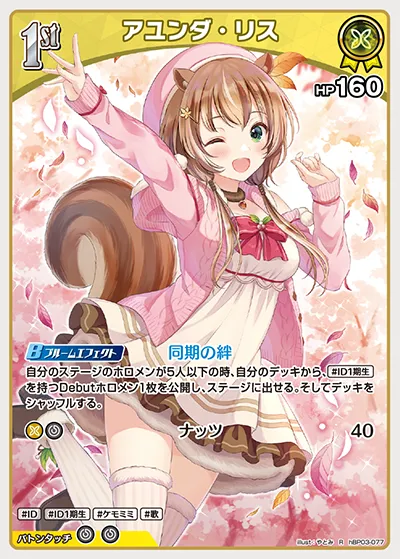 1st
アユンダ・リス
HP160
Bブルームエフェクト 同期の絆
自分のステージのホロメンが5人以下の時、自分のデッキから、#ID1期生
を持つDebutホロメン1枚を公開し、ステージに出せる。そしてデッキを
シャッフルする。
ナッツ 40
#ID #ID1期生 #ケモミミ #歌
バトンタッチ
illust：やとみ R hBP03-077